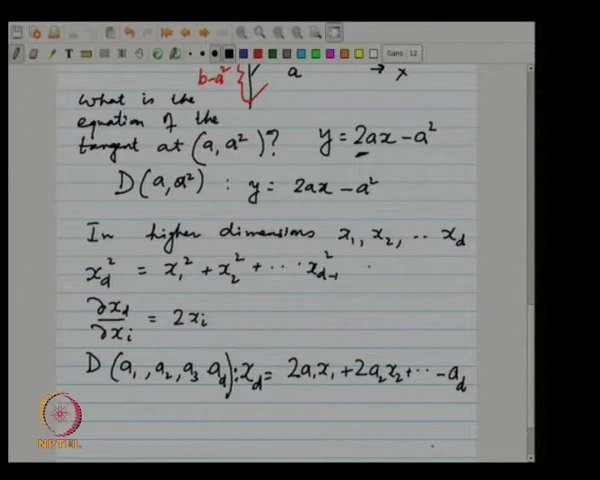 Sans 12
b-a²
a → x
What is the
equation of the
tangent at (a, a²)? y = 2ax - a²
D(a, a²) : y = 2ax - a²
In higher dimensions x₁, x₂, .. x_d
x_d² = x₁² + x₂² + ... x_{d-1}²
∂x_d/∂x_i = 2x_i
D(a₁, a₂, a₃ a_d) : x_d = 2a₁x₁ + 2a₂x₂ + .. - a_d
NPTEL